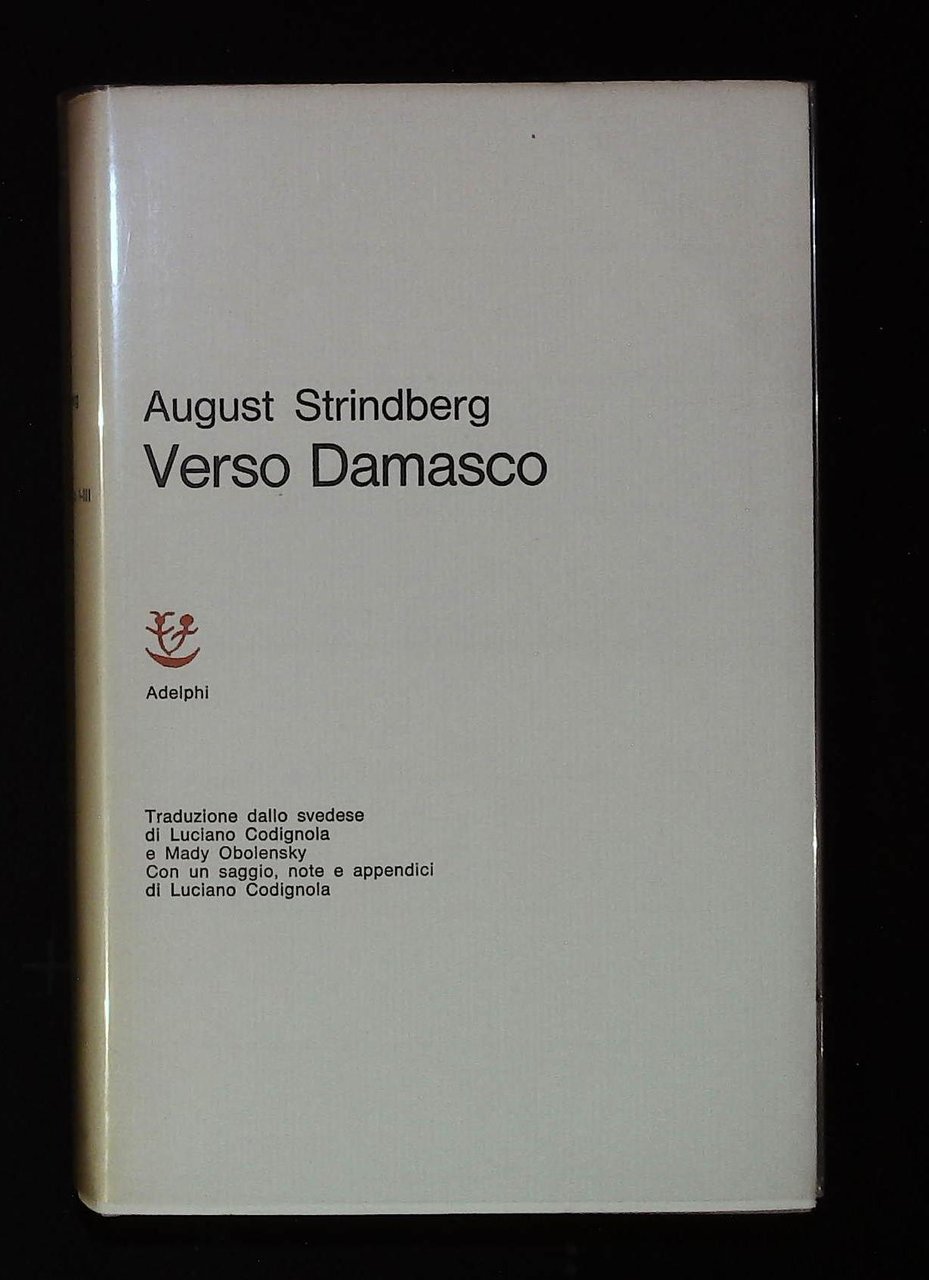 August Strindberg
Verso Damasco
Adelphi
Traduzione dallo svedese
di Luciano Codignola
e Mady Obolensky
Con un saggio, note e appendici
di Luciano Codignola
I-III